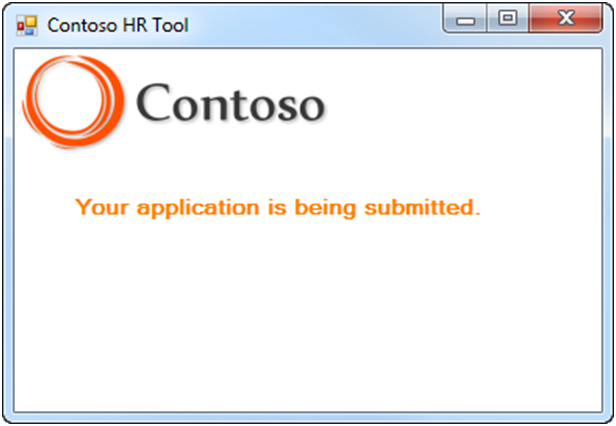 Contoso HR Tool
Contoso
Your application is being submitted.